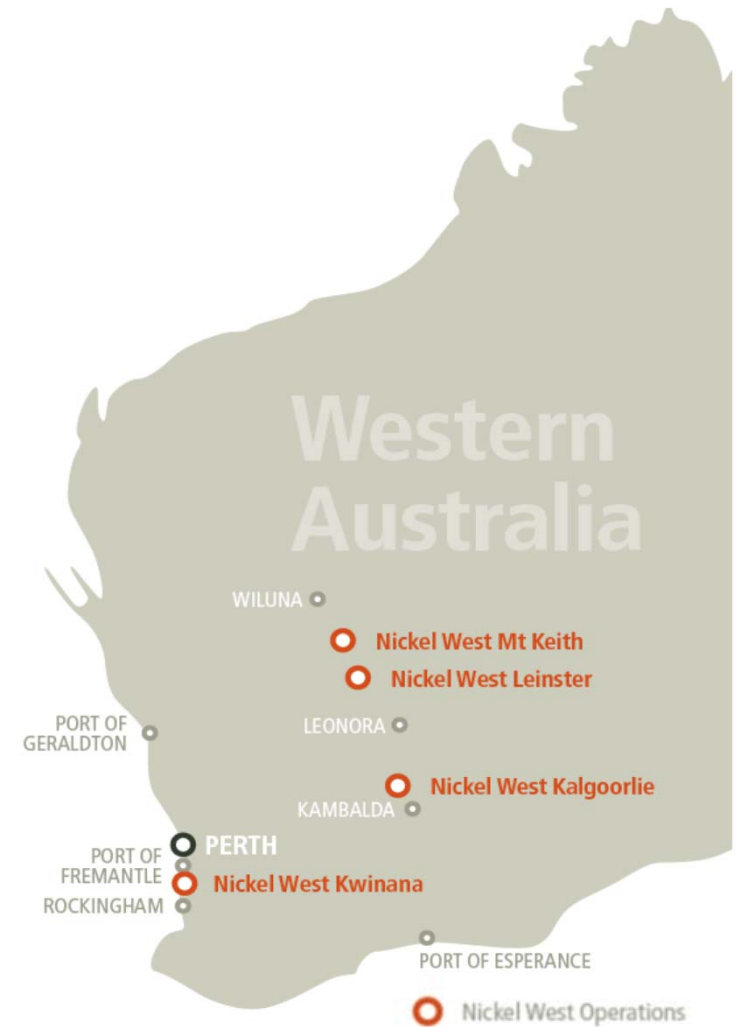 Western
Australia
WILUNA
Nickel West Mt Keith
Nickel West Leinster
PORT OF
GERALDTON
LEONORA
Nickel West Kalgoorlie
KAMBALDA
PERTH
PORT OF
FREMANTLE
Nickel West Kwinana
ROCKINGHAM
PORT OF ESPERANCE
Nickel West Operations